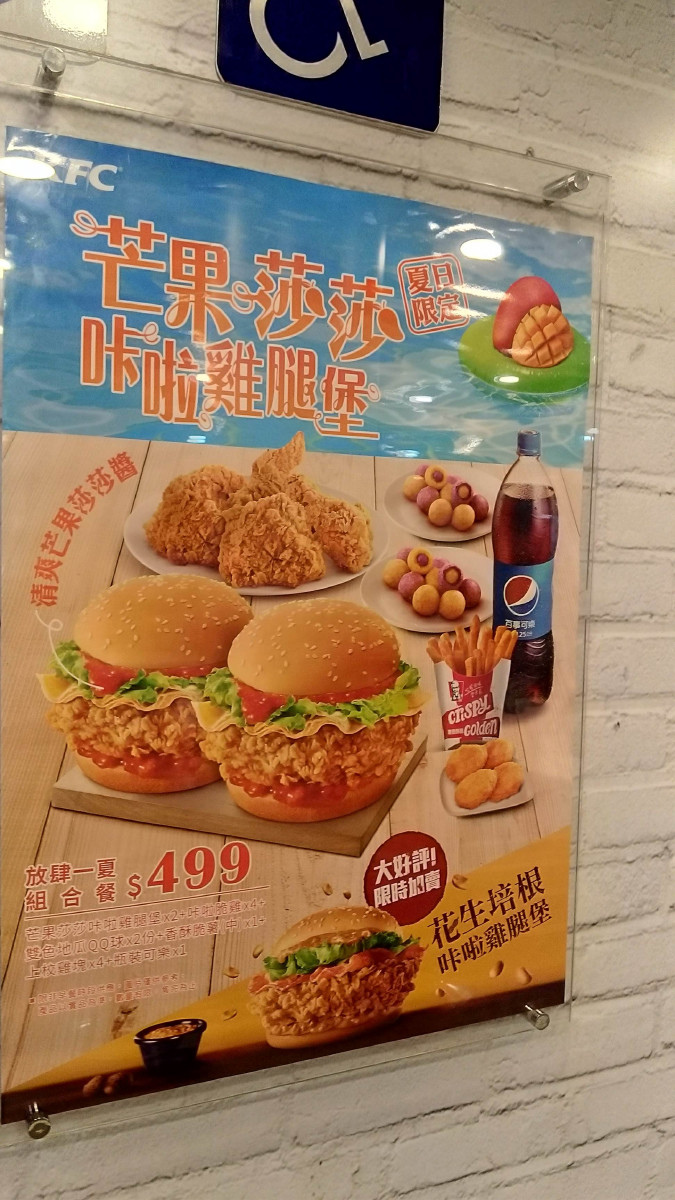 KFC
芒果莎莎
咔啦雞腿堡
夏日
限定
清爽芒果莎莎醬
百事可樂
crispy
Golden
放肆一夏
組合餐 $499
芒果莎莎咔啦雞腿堡x2+咔啦脆雞x4+
雙色地瓜QQ球x2份+香酥脆薯(中)x1+
上校雞塊x4+瓶裝可樂x1
大好評!
限時加賣
花生培根
咔啦雞腿堡